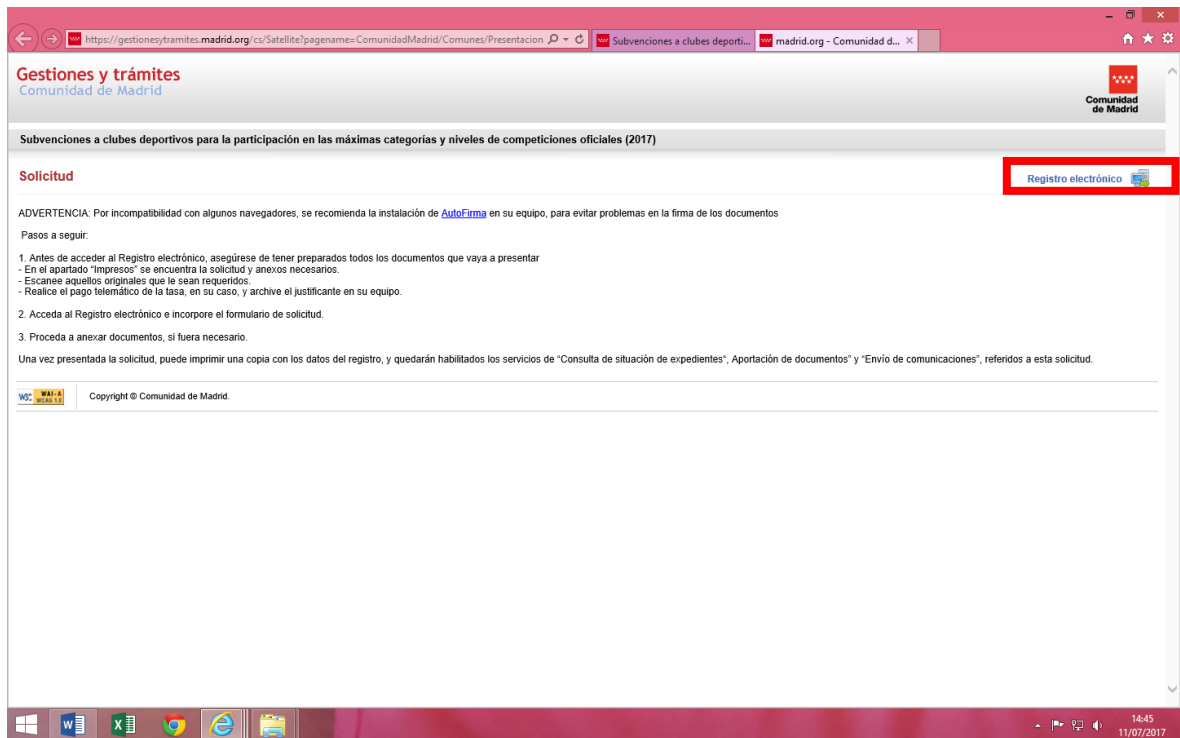 https://gestionesytramites.madrid.org/cs/Satellite?pagename=ComunidadMadrid/Comunes/Presentacion
Subvenciones a clubes deporti...
madrid.org - Comunidad d...
Gestiones y trámites
Comunidad de Madrid
Comunidad
de Madrid
Subvenciones a clubes deportivos para la participación en las máximas categorías y niveles de competiciones oficiales (2017)
Solicitud
Registro electrónico
ADVERTENCIA: Por incompatibilidad con algunos navegadores, se recomienda la instalación de AutoFirma en su equipo, para evitar problemas en la firma de los documentos
Pasos a seguir:
1. Antes de acceder al Registro electrónico, asegúrese de tener preparados todos los documentos que vaya a presentar
- En el apartado “Impresos” se encuentra la solicitud y anexos necesarios.
- Escanee aquellos originales que le sean requeridos.
- Realice el pago telemático de la tasa, en su caso, y archive el justificante en su equipo.
2. Acceda al Registro electrónico e incorpore el formulario de solicitud.
3. Proceda a anexar documentos, si fuera necesario.
Una vez presentada la solicitud, puede imprimir una copia con los datos del registro, y quedarán habilitados los servicios de “Consulta de situación de expedientes“, Aportación de documentos” y “Envío de comunicaciones”, referidos a esta solicitud.
W3C WAI-A
WCAG 1.0
Copyright © Comunidad de Madrid.
14:45
11/07/2017